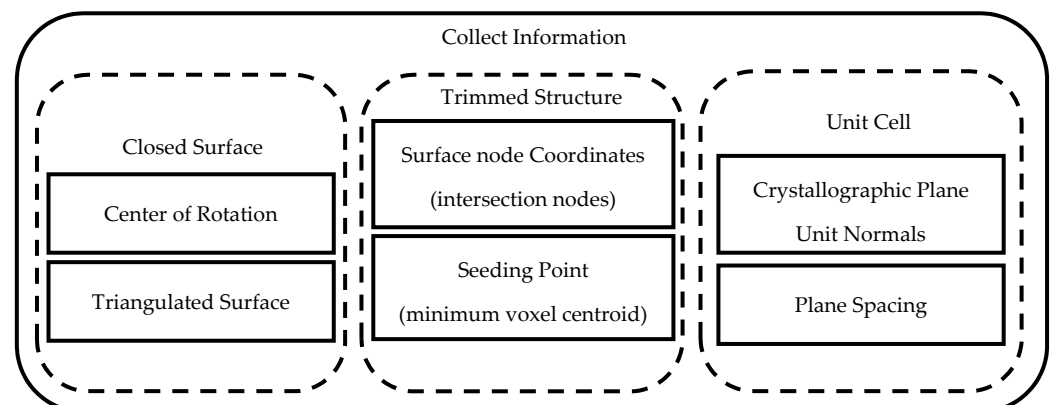 Collect Information
Closed Surface
Center of Rotation
Triangulated Surface
Trimmed Structure
Surface node Coordinates
(intersection nodes)
Seeding Point
(minimum voxel centroid)
Unit Cell
Crystallographic Plane
Unit Normals
Plane Spacing